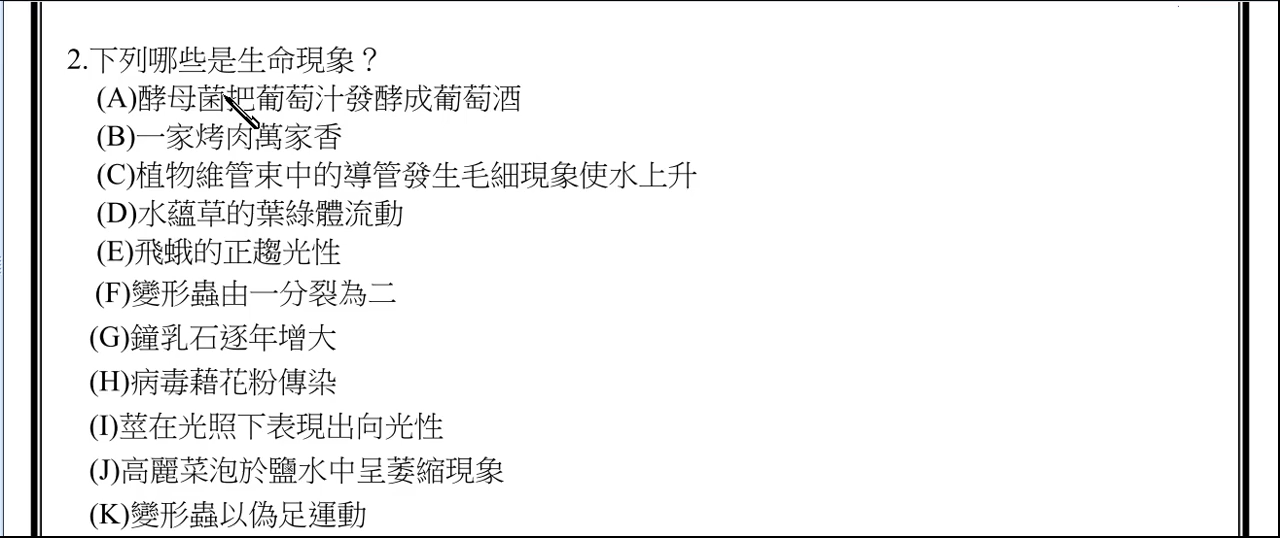 2.下列哪些是生命現象？
(A)酵母菌把葡萄汁發酵成葡萄酒
(B)一家烤肉萬家香
(C)植物維管束中的導管發生毛細現象使水上升
(D)水蘊草的葉綠體流動
(E)飛蛾的正趨光性
(F)變形蟲由一分裂為二
(G)鐘乳石逐年增大
(H)病毒藉花粉傳染
(I)莖在光照下表現出向光性
(J)高麗菜泡於鹽水中呈萎縮現象
(K)變形蟲以偽足運動